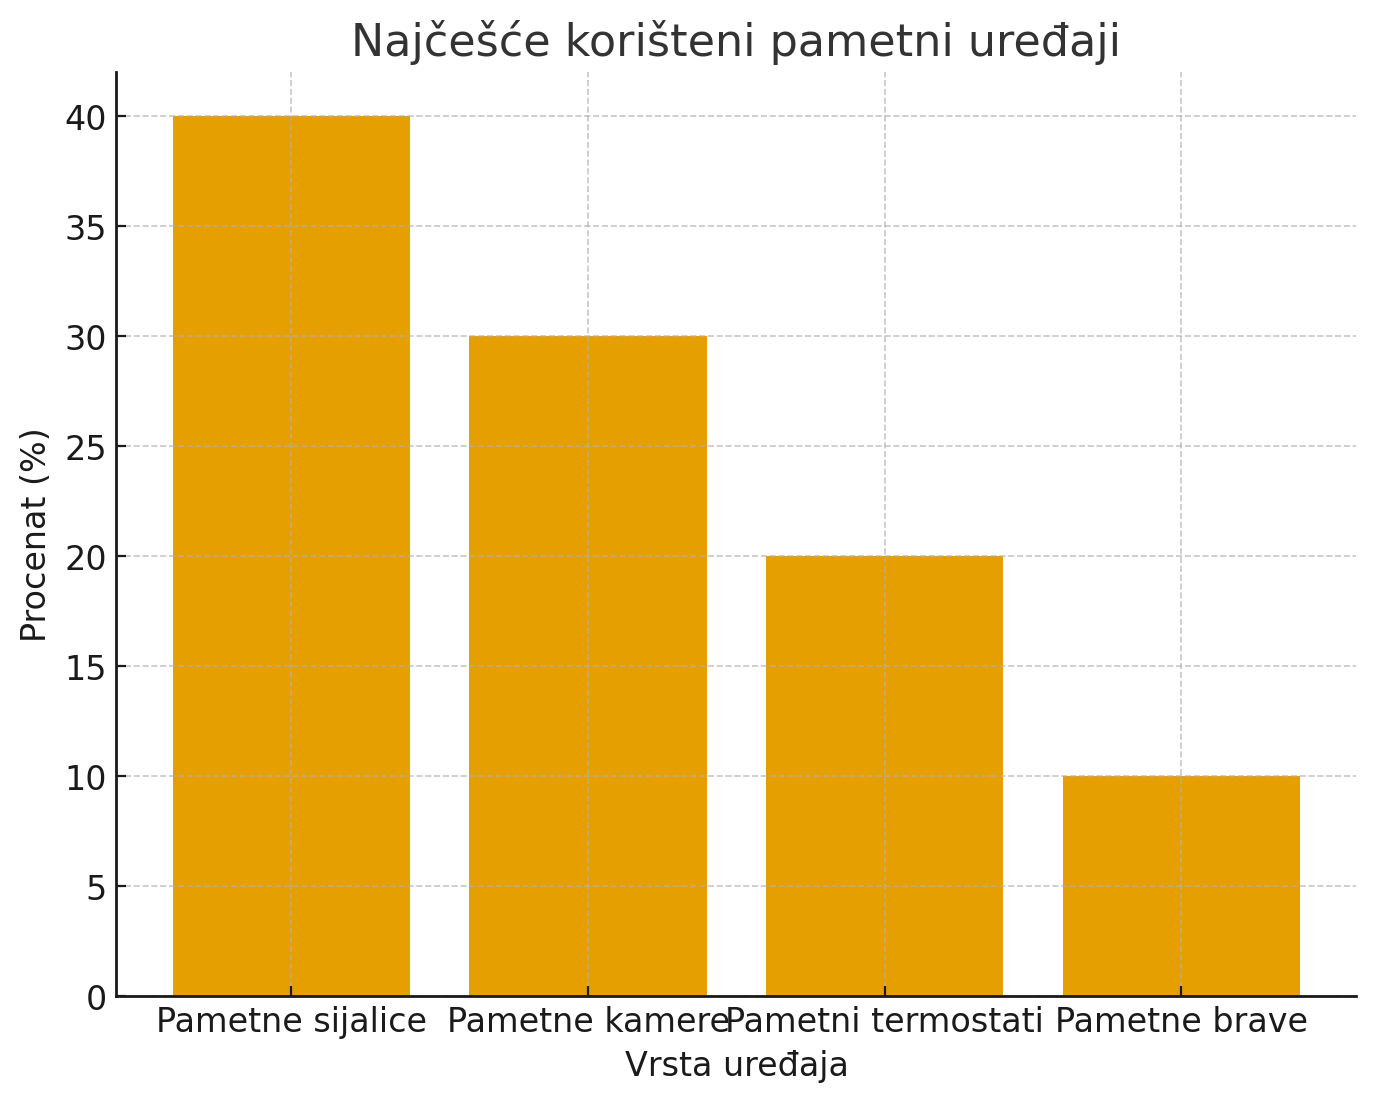 Najčešće korišteni pametni uređaji
Procenat (%)
40
35
30
25
20
15
10
5
0
Pametne sijalice Pametne kamere Pametni termostati Pametne brave
Vrsta uređaja